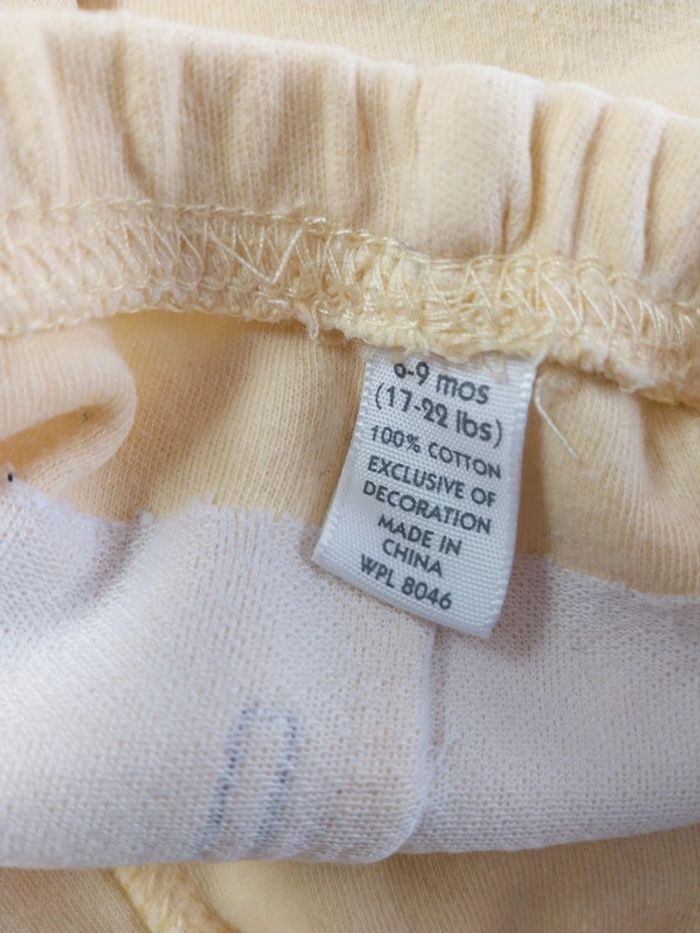 6-9 mos
(17-22 lbs)
100% COTTON
EXCLUSIVE OF
DECORATION
MADE IN
CHINA
WPL 8046